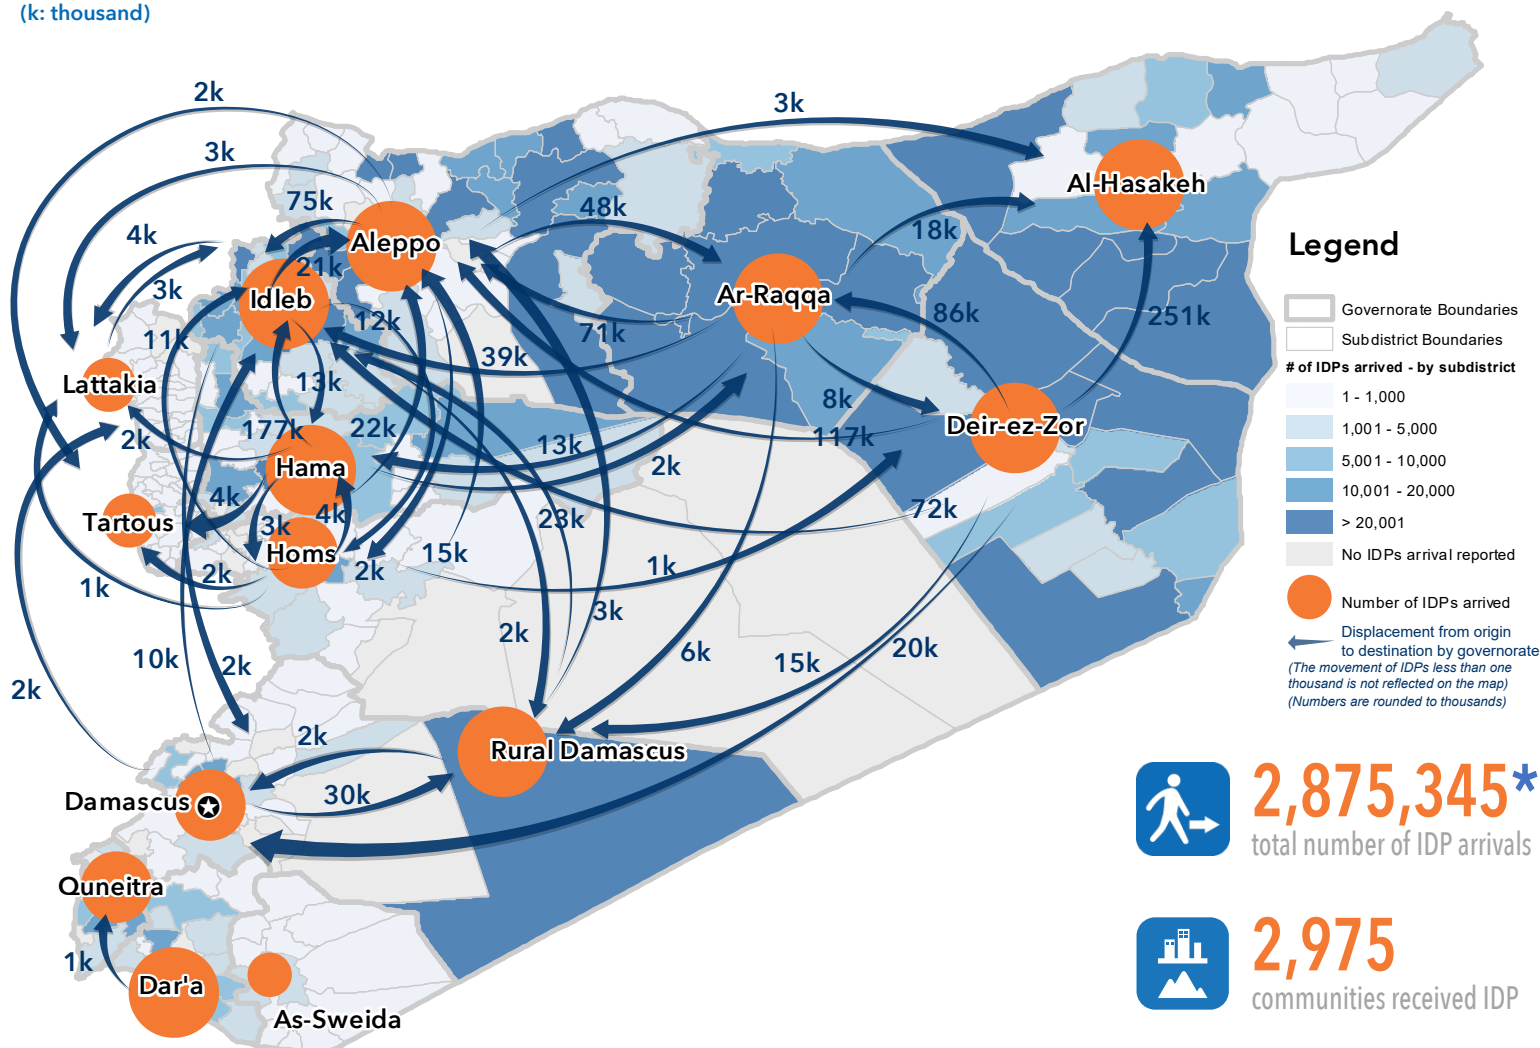 (k: thousand)
2k
3k
3k
75k
48k
Al-Hasakeh
4k
Aleppo
18k
21k
3k
Idleb
Ar-Raqqa
12k
11k
71k
86k
251k
39k
Lattakia
13k
8k
2k
177k
22k
13k
117k
Deir-ez-Zor
Hama
2k
4k
72k
Tartous
3k
4k
23k
Homs
15k
2k
2k
1k
1k
3k
2k
10k
2k
6k
15k
20k
2k
2k
Rural Damascus
30k
Damascus
Quneitra
1k
Dar'a
As-Sweida
Legend
Governorate Boundaries
Subdistrict Boundaries
# of IDPs arrived - by subdistrict
1 - 1,000
1,001 - 5,000
5,001 - 10,000
10,001 - 20,000
> 20,001
No IDPs arrival reported
Number of IDPs arrived
Displacement from origin
to destination by governorate
(The movement of IDPs less than one
thousand is not reflected on the map)
(Numbers are rounded to thousands)
2,875,345*
total number of IDP arrivals
2,975
communities received IDP